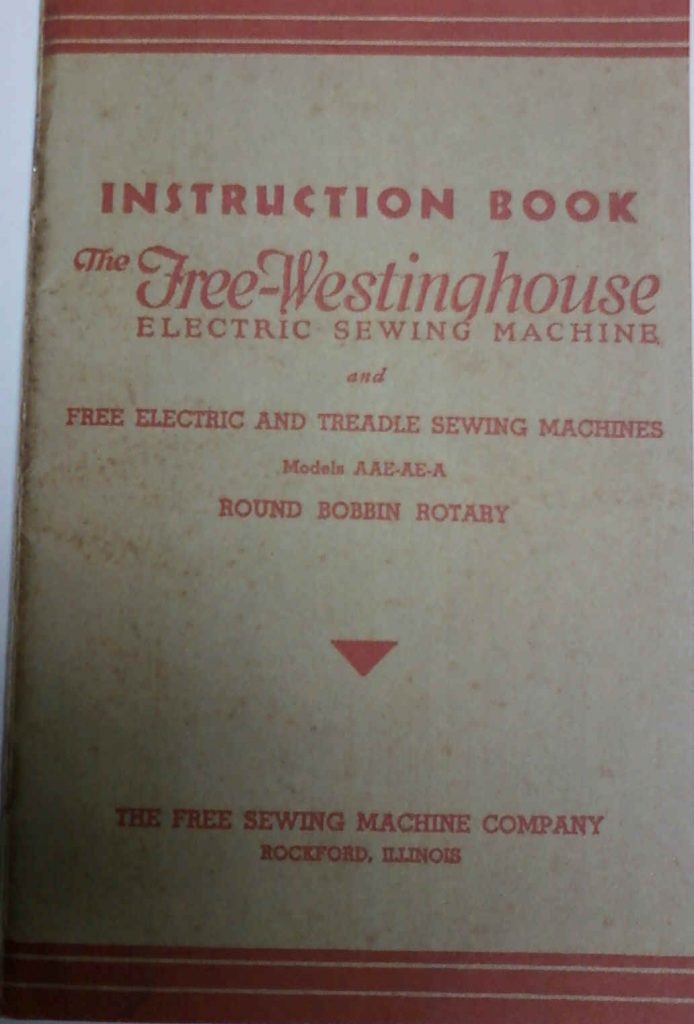 INSTRUCTION BOOK
The Free-Westinghouse
ELECTRIC SEWING MACHINE
and
FREE ELECTRIC AND TREADLE SEWING MACHINES
Models AAE-AE-A
ROUND BOBBIN ROTARY
THE FREE SEWING MACHINE COMPANY
ROCKFORD, ILLINOIS